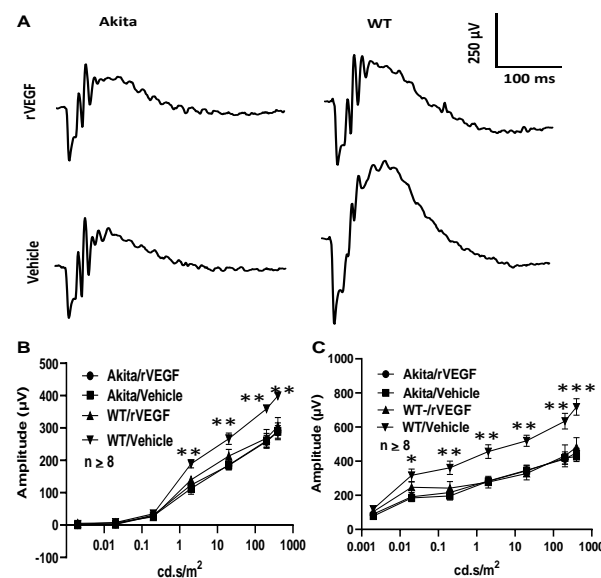 A
Akita
WT
250 µV
100 ms
rVEGF
Vehicle
B
Akita/rVEGF
Akita/Vehicle
WT/rVEGF
WT/Vehicle
n ≥ 8
Amplitude (µV)
500
400
300
200
100
0
-100
** ** ** **
0.01 0.1 1 10 100 1000
cd.s/m²
C
Akita/rVEGF
Akita/Vehicle
WT-/rVEGF
WT/Vehicle
n ≥ 8
Amplitude (µV)
1000
800
600
400
200
0
* ** ** ** ** ***
0.001 0.01 0.1 1 10 100 1000
cd.s/m²